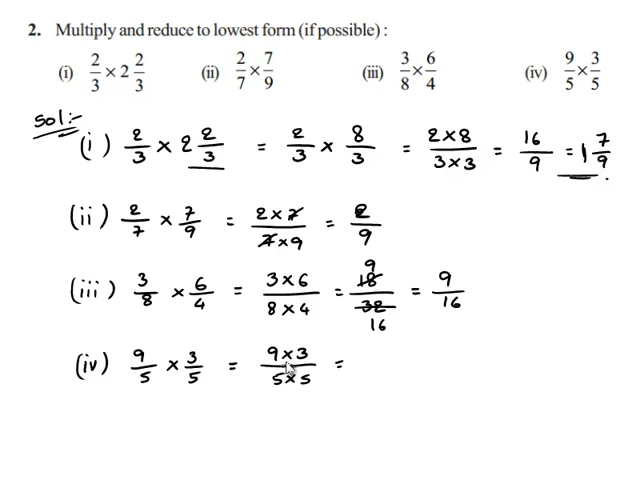 2. Multiply and reduce to lowest form (if possible) :
(i) 2/3 × 2 2/3 (ii) 2/7 × 7/9 (iii) 3/8 × 6/4 (iv) 9/5 × 3/5
Sol:-
(i) 2/3 × 2 2/3 = 2/3 × 8/3 = 2×8/3×3 = 16/9 = 1 7/9
(ii) 2/7 × 7/9 = 2×7/7×9 = 2/9
(iii) 3/8 × 6/4 = 3×6/8×4 = 9 18/32 16 = 9/16
(iv) 9/5 × 3/5 = 9×3/5×5 =